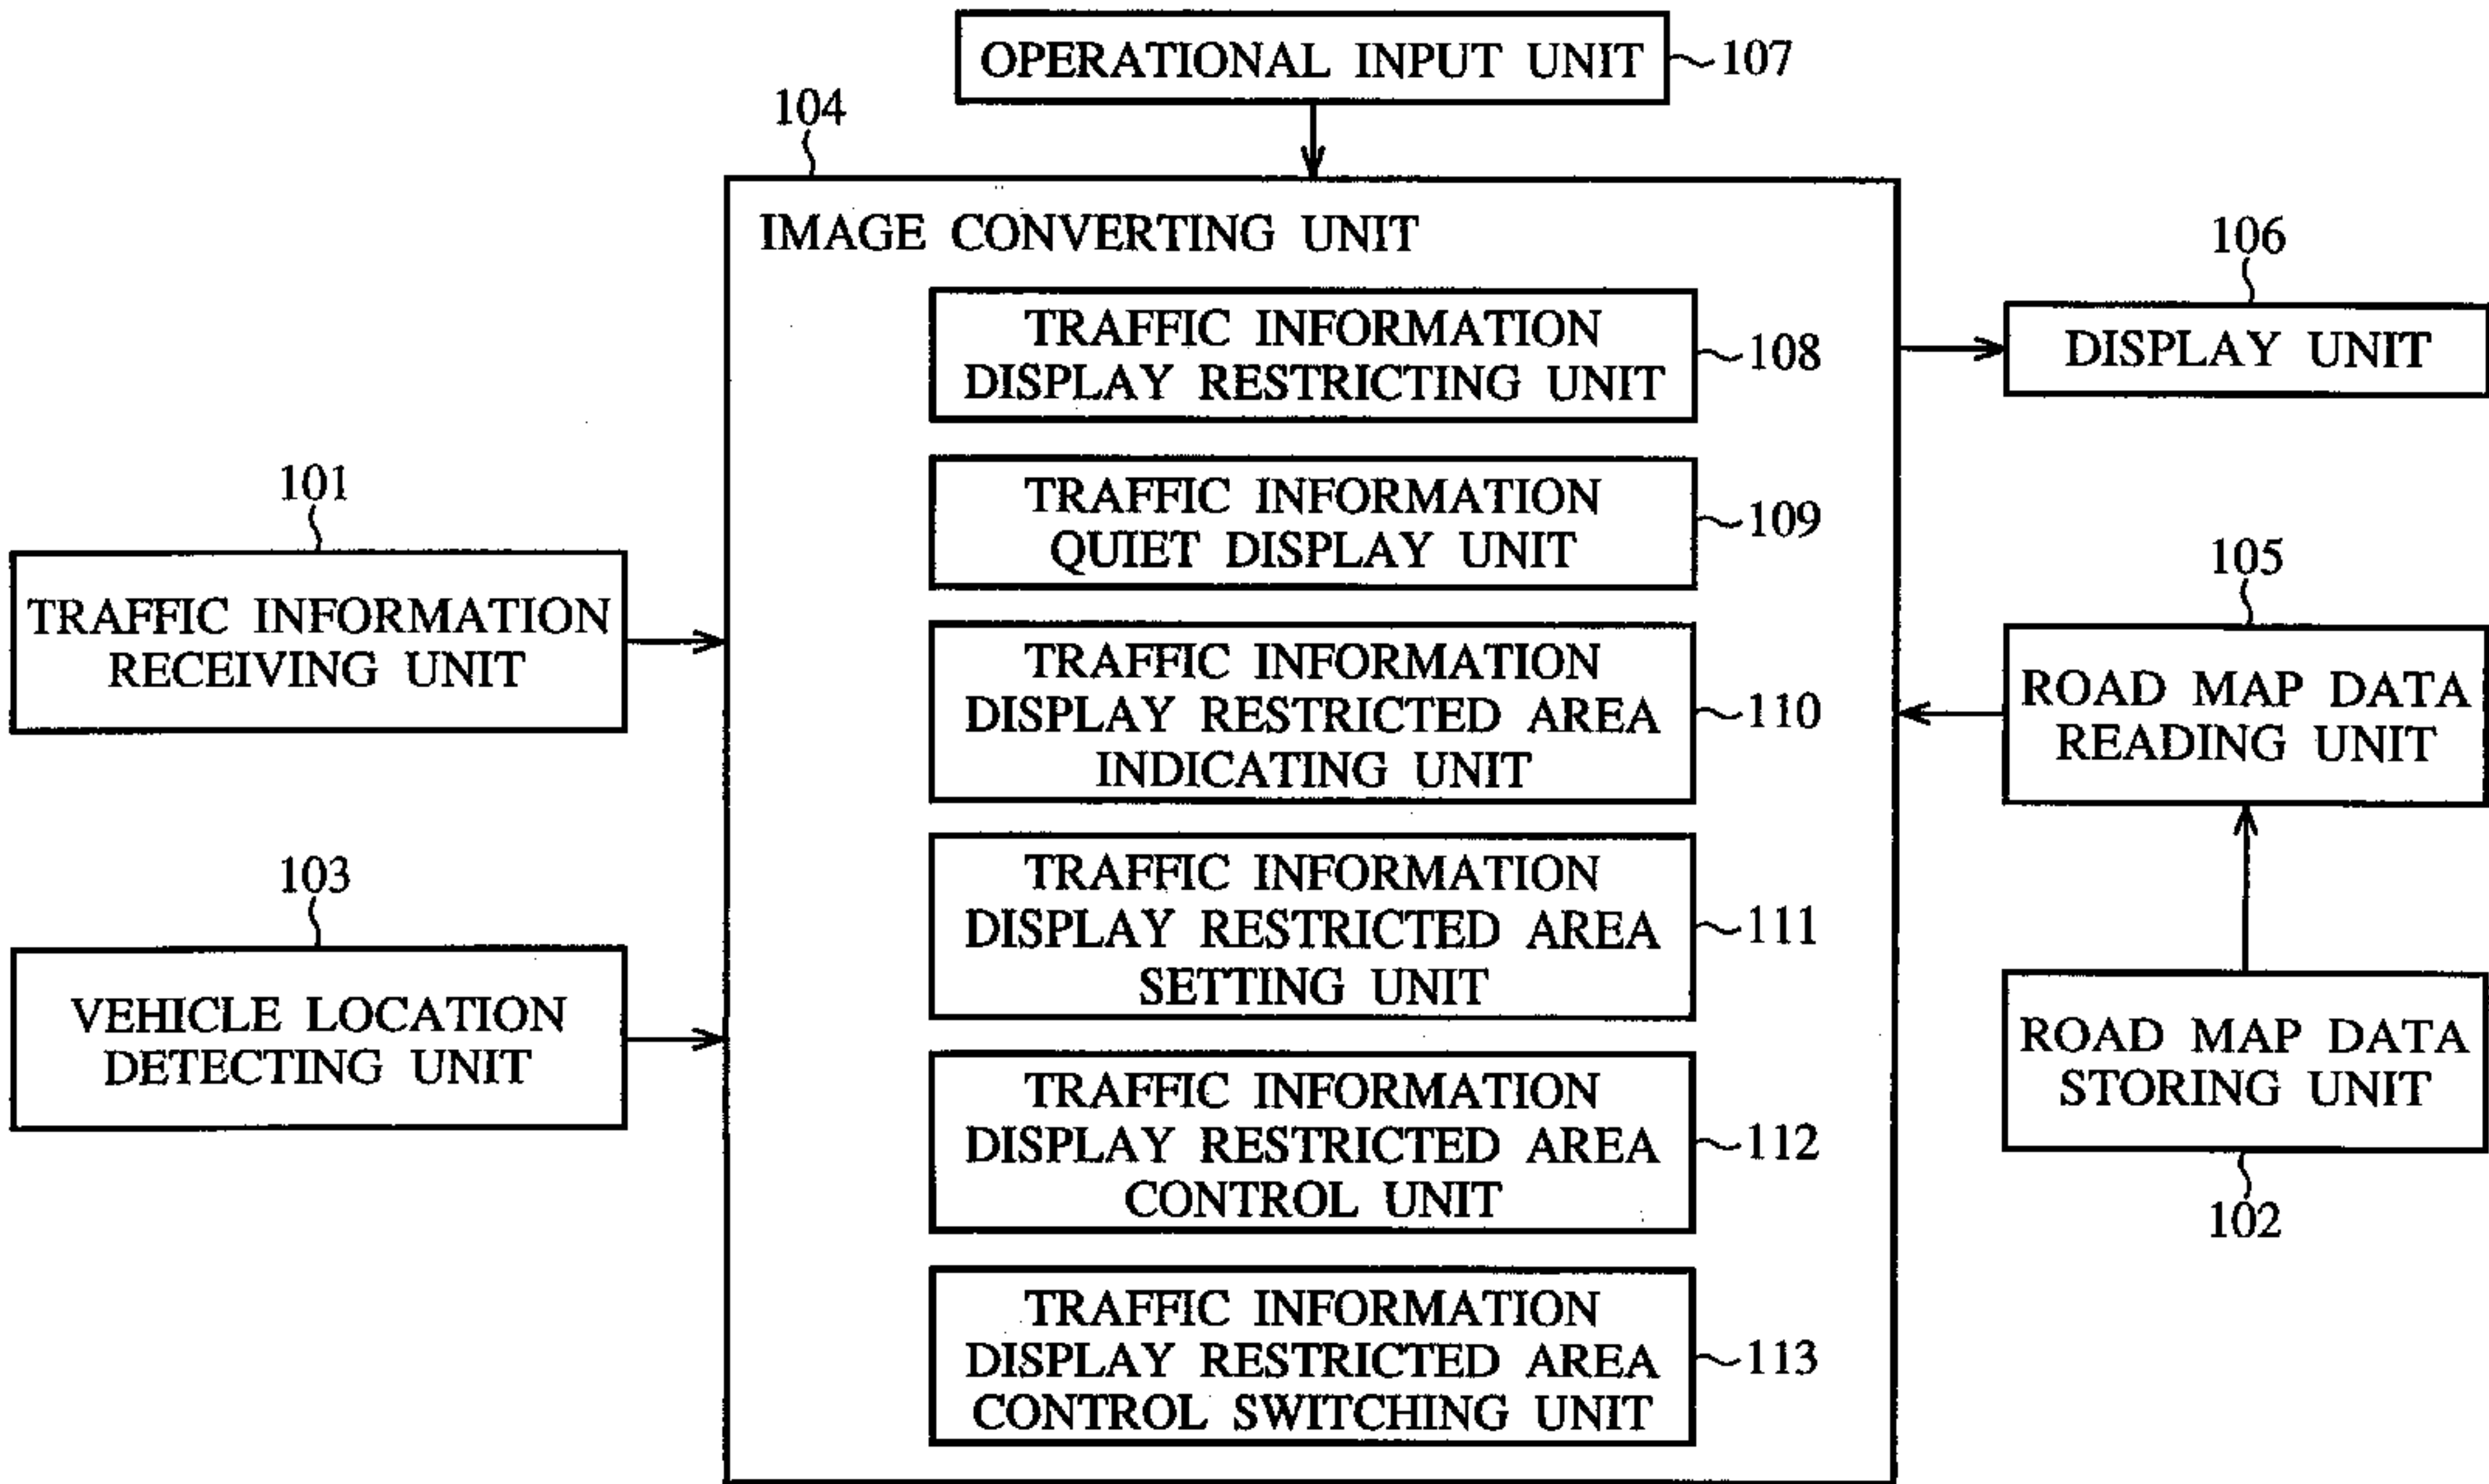 OPERATIONAL INPUT UNIT
107
104
IMAGE CONVERTING UNIT
TRAFFIC INFORMATION
DISPLAY RESTRICTING UNIT
108
TRAFFIC INFORMATION
QUIET DISPLAY UNIT
109
TRAFFIC INFORMATION
DISPLAY RESTRICTED AREA
INDICATING UNIT
110
TRAFFIC INFORMATION
DISPLAY RESTRICTED AREA
SETTING UNIT
111
TRAFFIC INFORMATION
DISPLAY RESTRICTED AREA
CONTROL UNIT
112
TRAFFIC INFORMATION
DISPLAY RESTRICTED AREA
CONTROL SWITCHING UNIT
113
101
TRAFFIC INFORMATION
RECEIVING UNIT
103
VEHICLE LOCATION
DETECTING UNIT
106
DISPLAY UNIT
105
ROAD MAP DATA
READING UNIT
ROAD MAP DATA
STORING UNIT
102